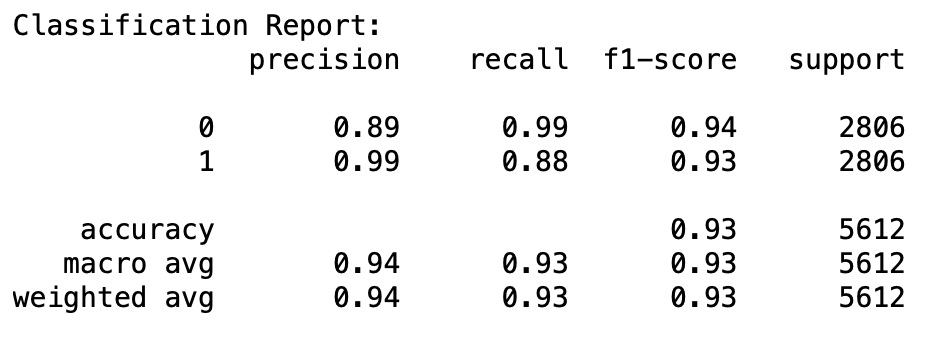 Classification Report:
precision recall f1-score support
0 0.89 0.99 0.94 2806
1 0.99 0.88 0.93 2806
accuracy 0.93 5612
macro avg 0.94 0.93 0.93 5612
weighted avg 0.94 0.93 0.93 5612